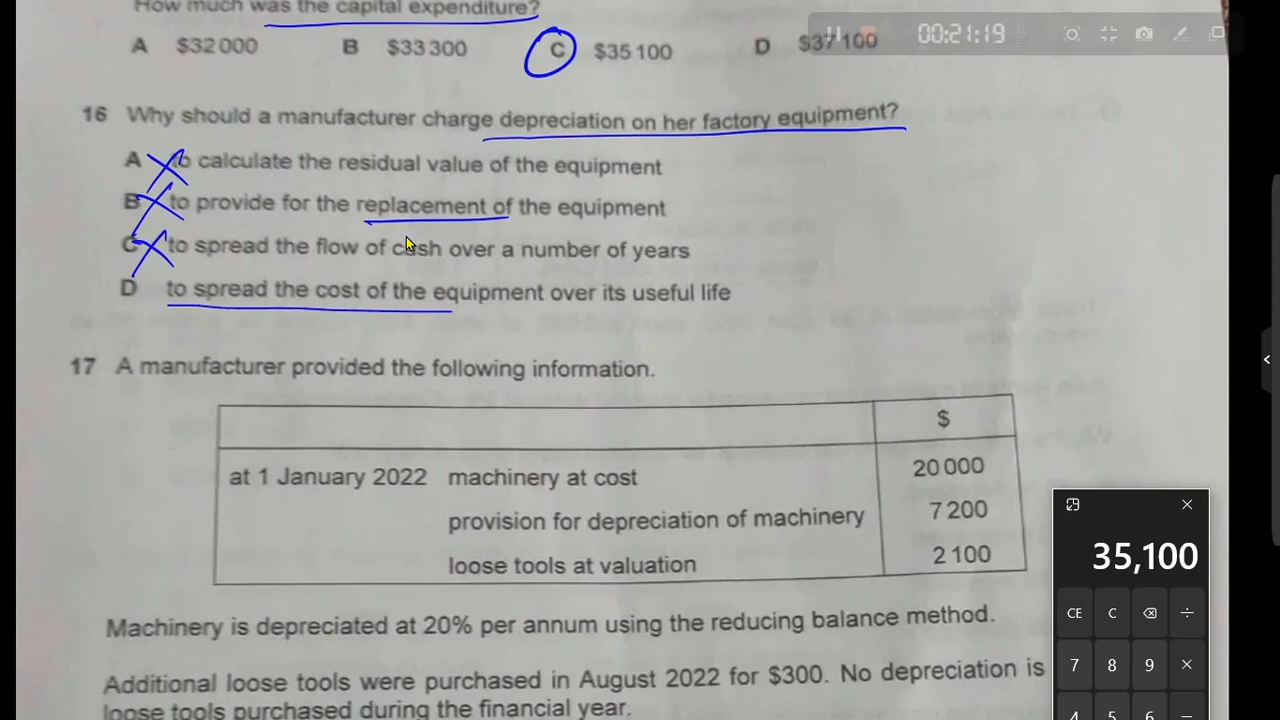 How much was the capital expenditure?
A $32 000 B $33 300 C $35 100 D $37 100
00:21:19
16 Why should a manufacturer charge depreciation on her factory equipment?
A to calculate the residual value of the equipment
B to provide for the replacement of the equipment
C to spread the flow of cash over a number of years
D to spread the cost of the equipment over its useful life
17 A manufacturer provided the following information.
$
at 1 January 2022 machinery at cost 20 000
provision for depreciation of machinery 7 200
loose tools at valuation 2 100
35,100
CE C ÷
7 8 9 ×
4 5 6 −
Machinery is depreciated at 20% per annum using the reducing balance method.
Additional loose tools were purchased in August 2022 for $300. No depreciation is
loose tools purchased during the financial year.